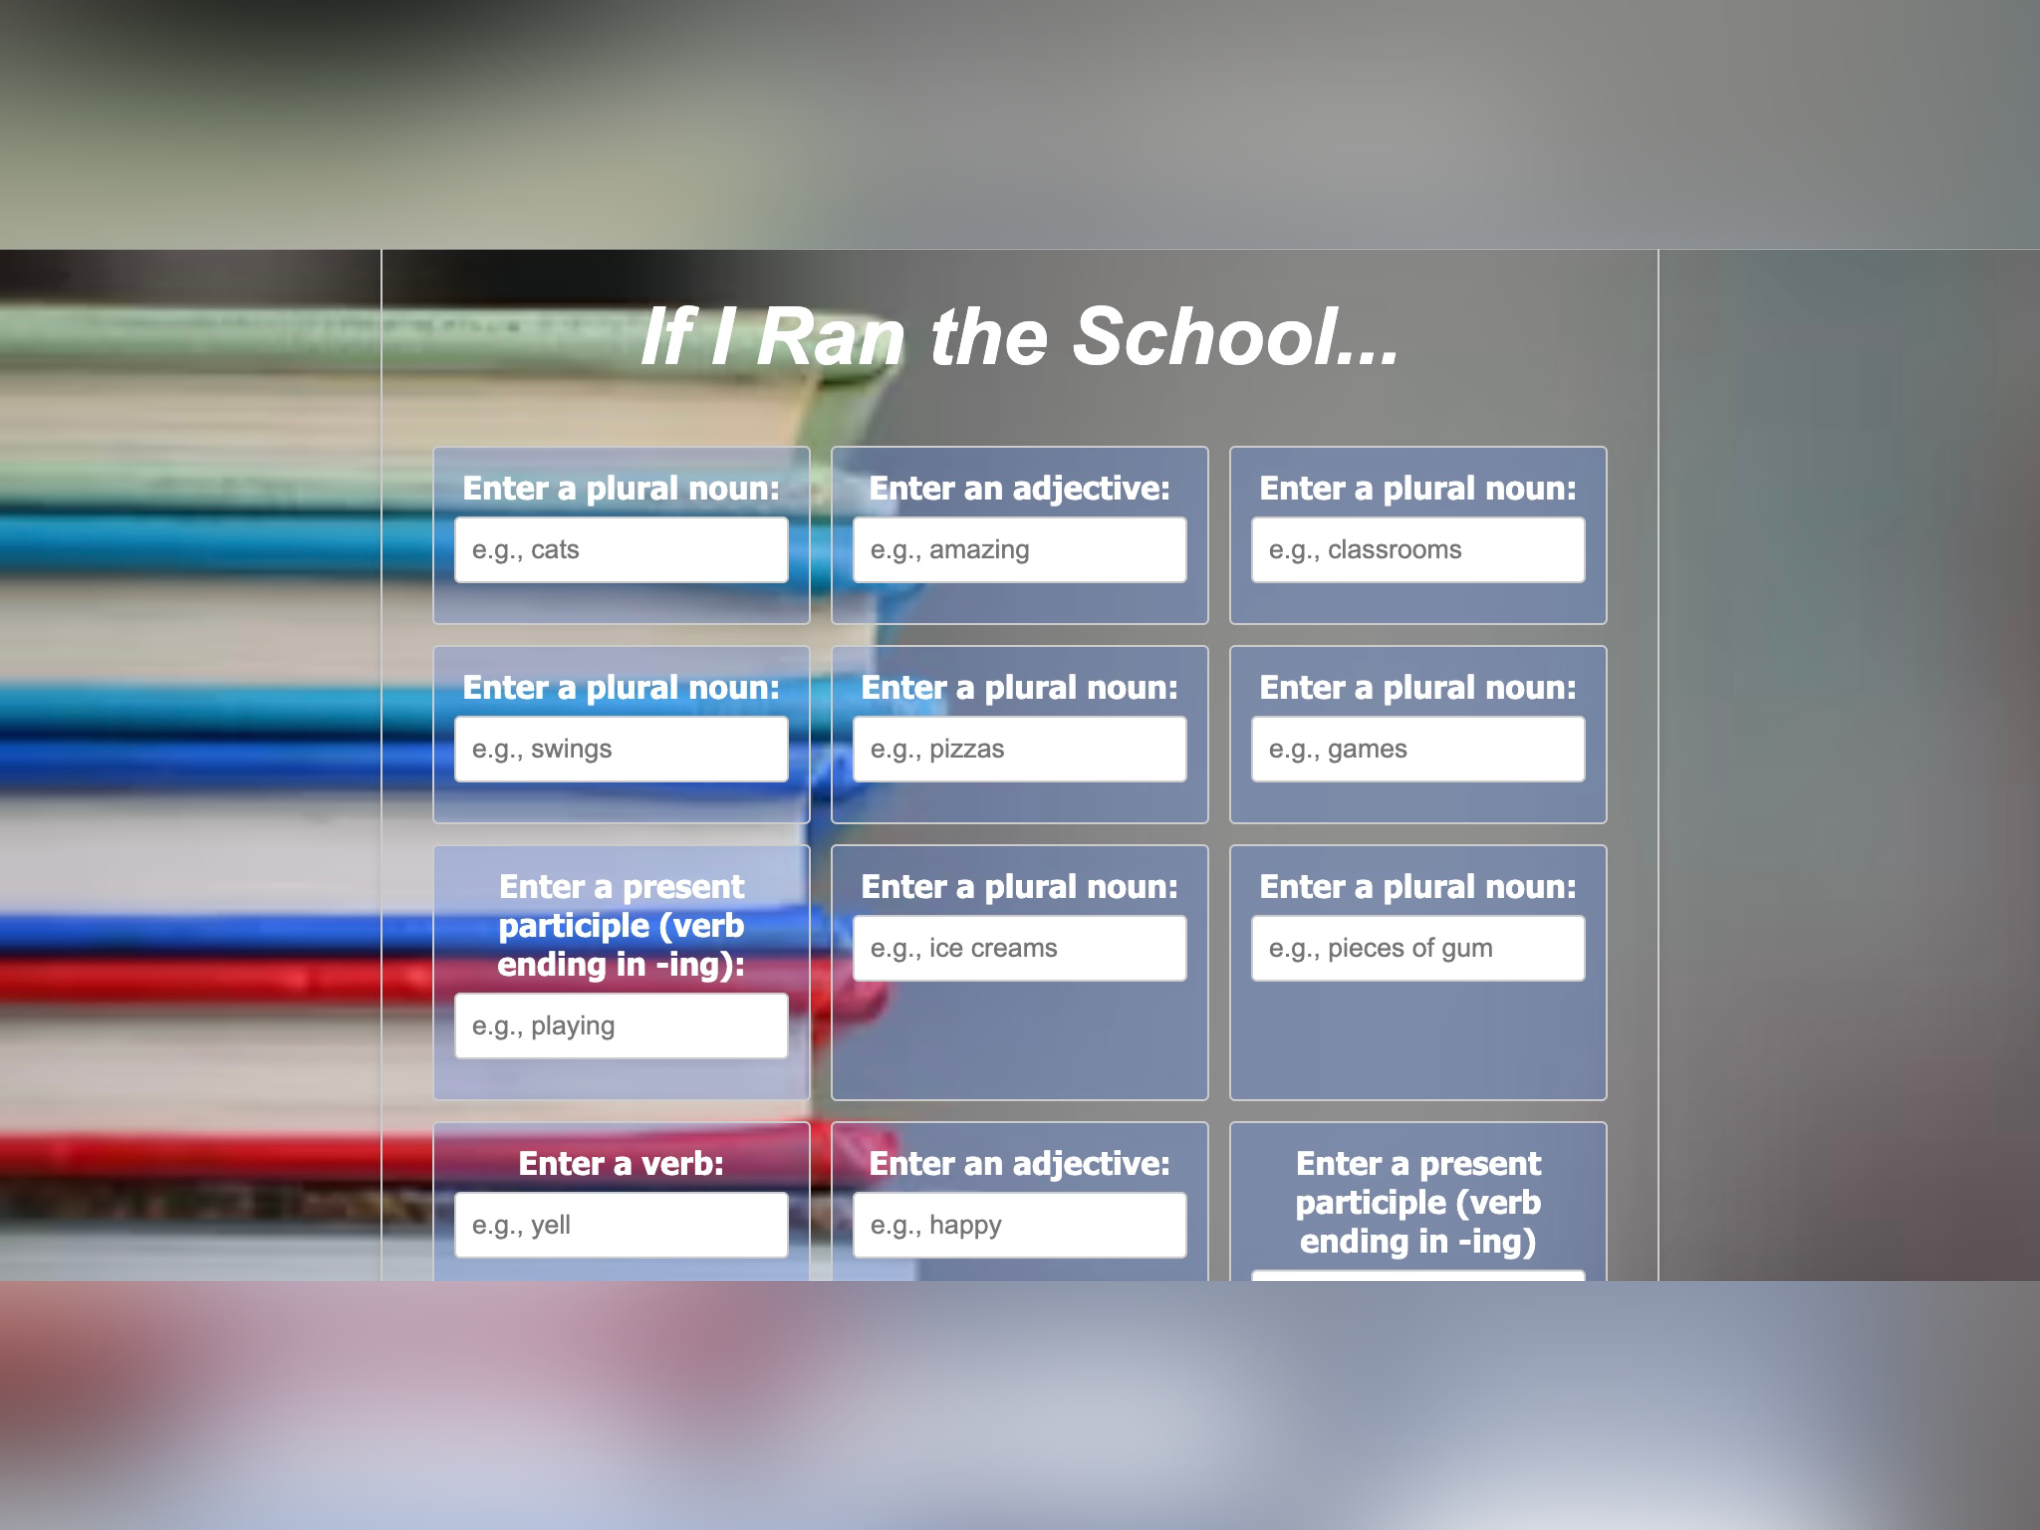 If I Ran the School...
Enter a plural noun:
e.g., cats
Enter an adjective:
e.g., amazing
Enter a plural noun:
e.g., classrooms
Enter a plural noun:
e.g., swings
Enter a plural noun:
e.g., pizzas
Enter a plural noun:
e.g., games
Enter a present
participle (verb
ending in -ing):
e.g., playing
Enter a plural noun:
e.g., ice creams
Enter a plural noun:
e.g., pieces of gum
Enter a verb:
e.g., yell
Enter an adjective:
e.g., happy
Enter a present
participle (verb
ending in -ing)